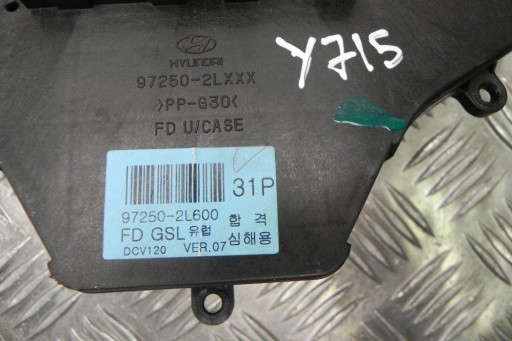 HYUNDAI
97250-2LXXX
>PP-G30<
FD U/CASE
Y715
31P
97250-2L600 합격
FD GSL 유럽 심해용
DCV120 VER.07